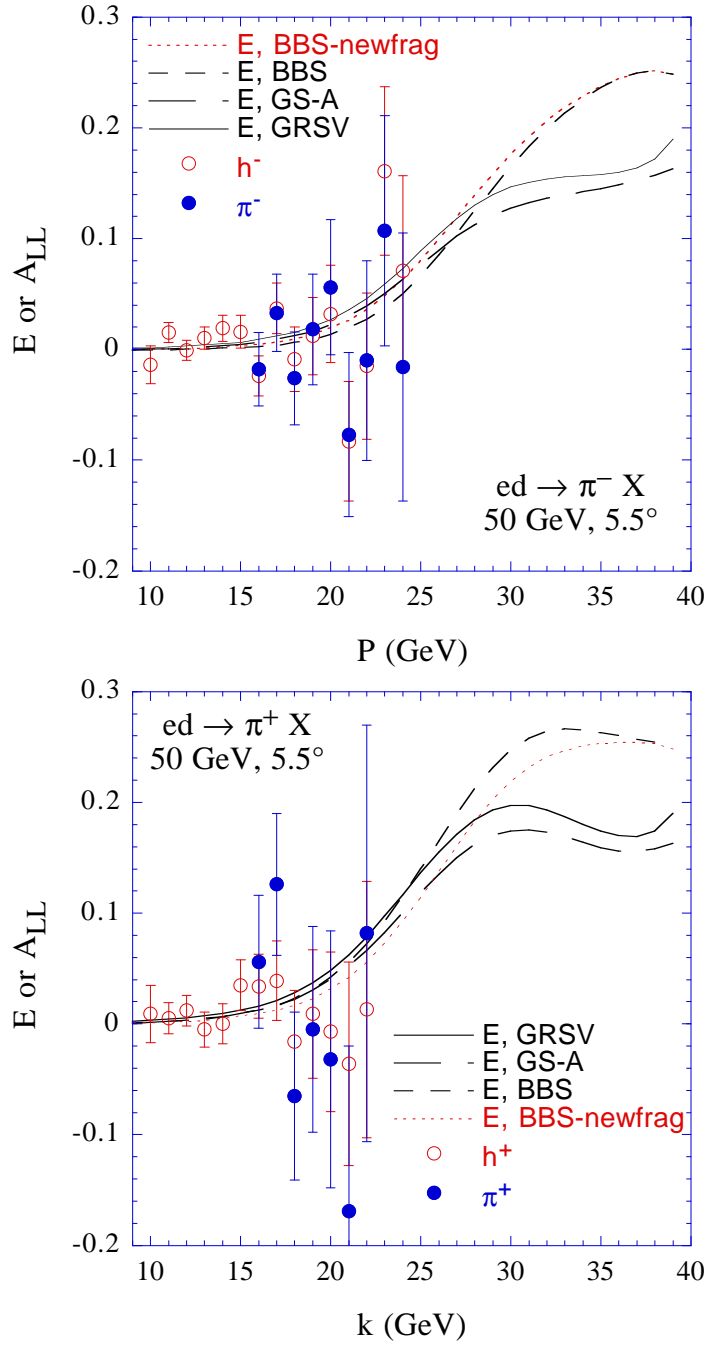 0.3
0.2
0.1
0
-0.1
-0.2
E or A_LL
E, BBS-newfrag
E, BBS
E, GS-A
E, GRSV
h⁻
π⁻
ed → π⁻ X
50 GeV, 5.5°
10 15 20 25 30 35 40
P (GeV)
0.3
0.2
0.1
0
-0.1
-0.2
E or A_LL
ed → π⁺ X
50 GeV, 5.5°
E, GRSV
E, GS-A
E, BBS
E, BBS-newfrag
h⁺
π⁺
10 15 20 25 30 35 40
k (GeV)